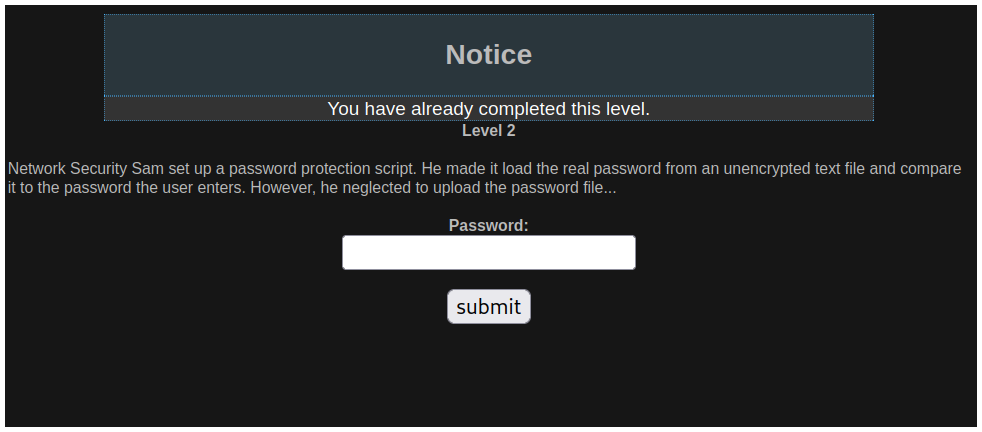 Notice
You have already completed this level.
Level 2
Network Security Sam set up a password protection script. He made it load the real password from an unencrypted text file and compare
it to the password the user enters. However, he neglected to upload the password file...
Password:
submit